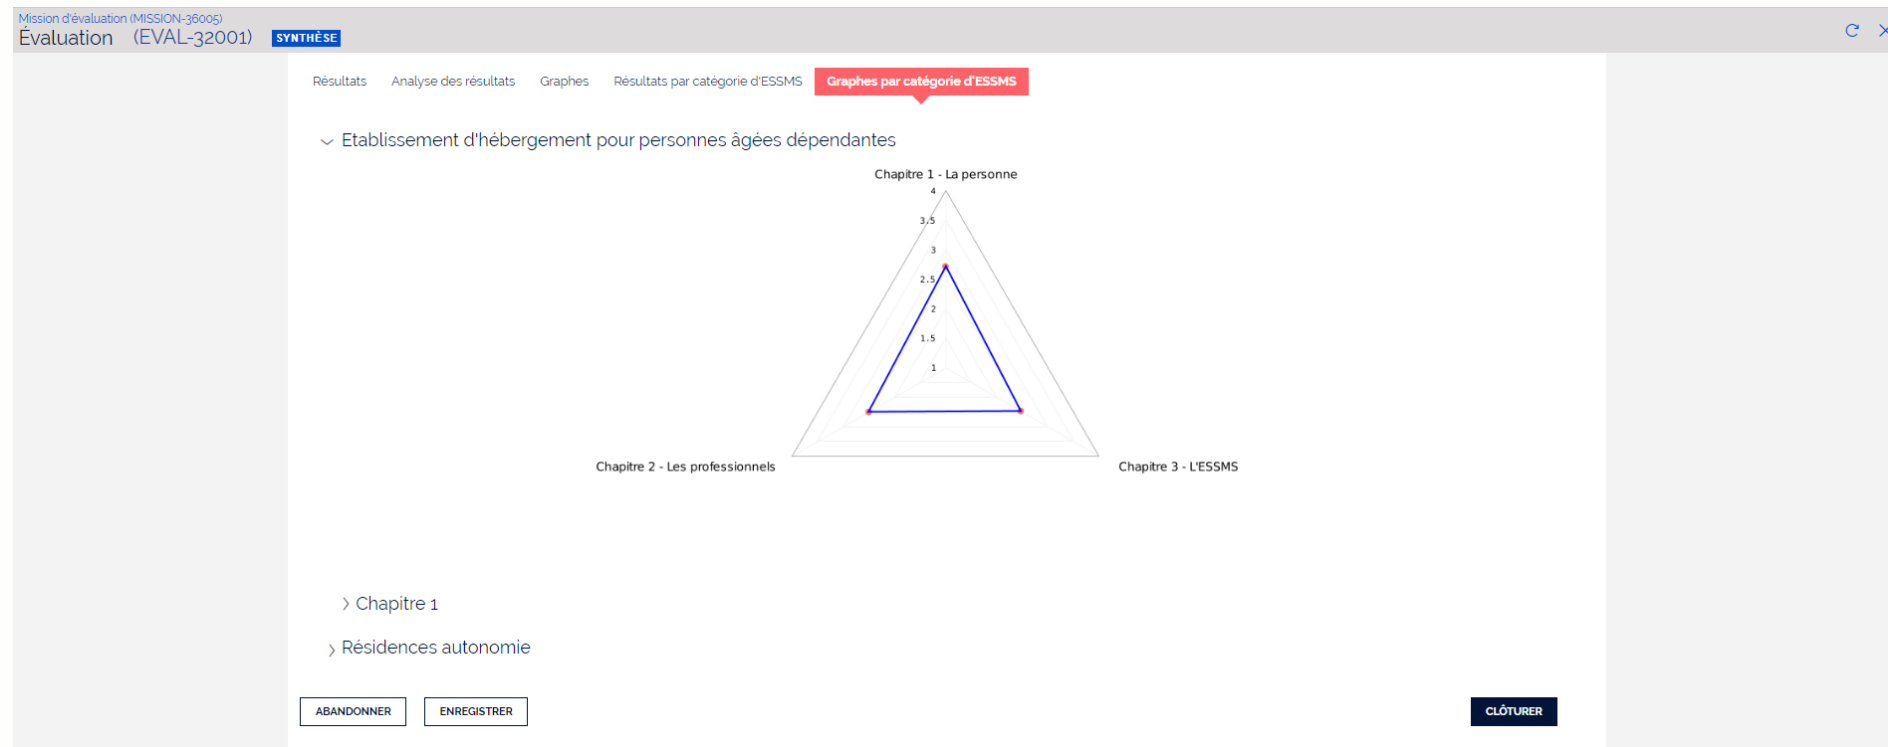 Mission d'évaluation (MISSION-36005)
Évaluation (EVAL-32001) SYNTHÈSE
Résultats Analyse des résultats Graphes Résultats par catégorie d'ESSMS Graphes par catégorie d'ESSMS
Etablissement d'hébergement pour personnes âgées dépendantes
Chapitre 1 - La personne
4
3.5
3
2.5
2
1.5
1
Chapitre 2 - Les professionnels Chapitre 3 - L'ESSMS
Chapitre 1
Résidences autonomie
ABANDONNER ENREGISTRER CLÔTURER